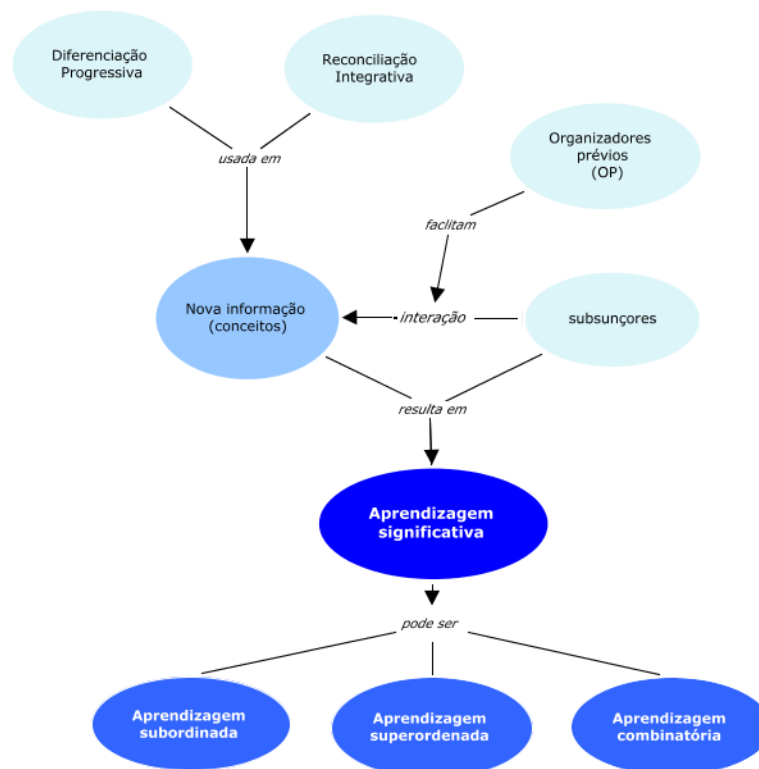 Diferenciação
Progressiva
Reconciliação
Integrativa
usada em
Organizadores
prévios
(OP)
faclitam
Nova informação
(conceitos)
interação
subsunçores
resulta em
Aprendizagem
significativa
pode ser
Aprendizagem
subordinada
Aprendizagem
superordenada
Aprendizagem
combinatória